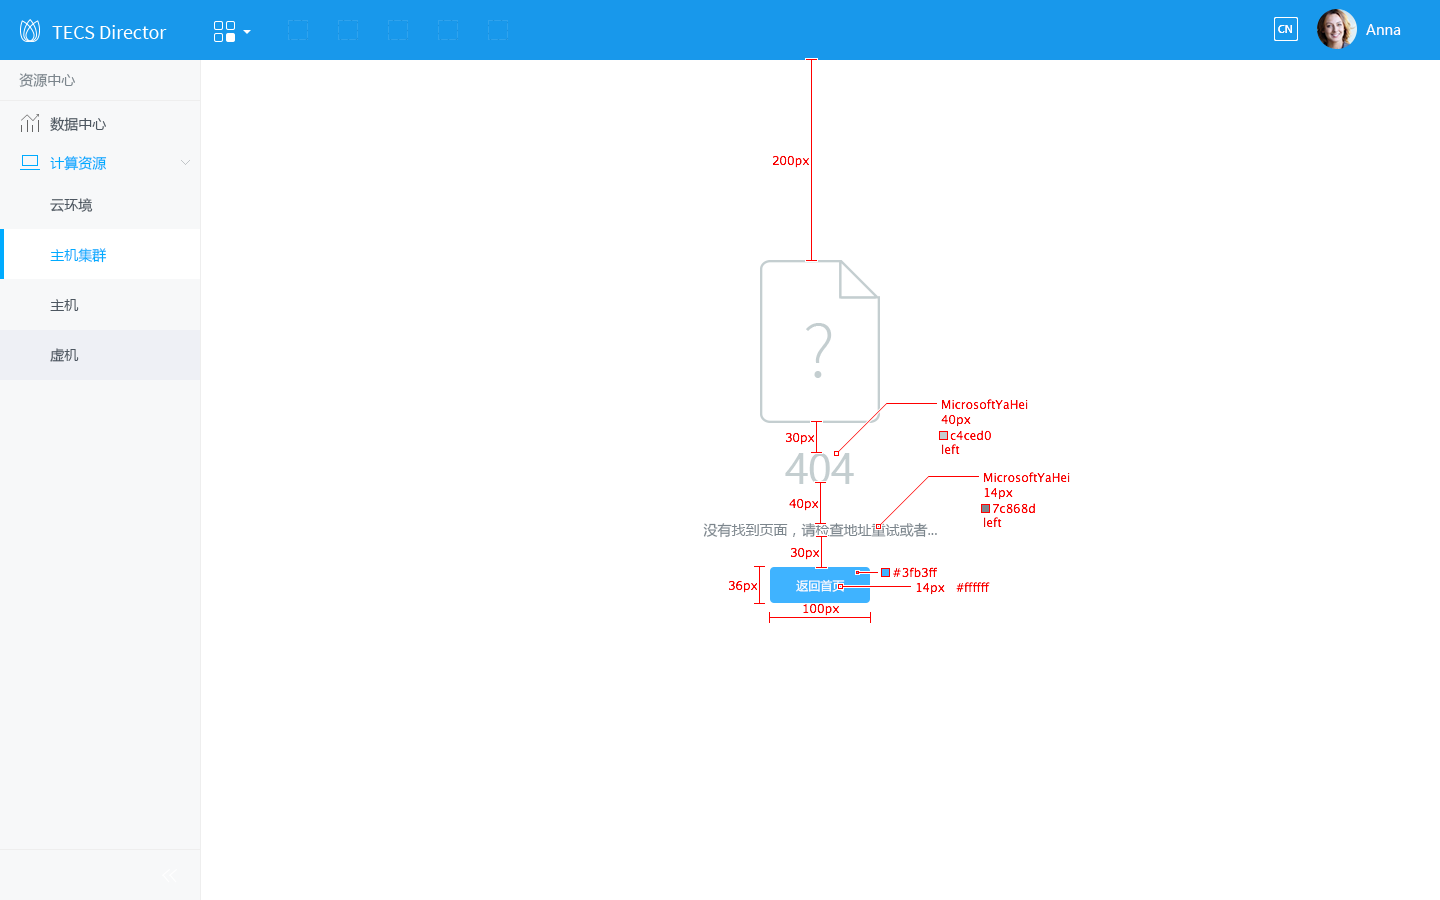 TECS Director
CN
Anna
资源中心
数据中心
计算资源
云环境
主机集群
主机
虚机
200px
?
MicrosoftYaHei
40px
c4ced0
left
30px
404
MicrosoftYaHei
14px
7c868d
left
40px
没有找到页面，请检查地址重试或者...
30px
#3fb3ff
36px
返回首页
14px #ffffff
100px